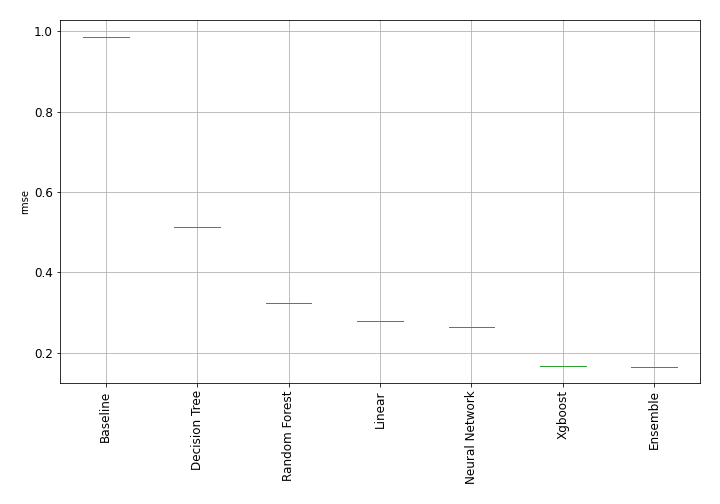 1.0
0.8
0.6
0.4
0.2
rmse
Baseline
Decision Tree
Random Forest
Linear
Neural Network
Xgboost
Ensemble